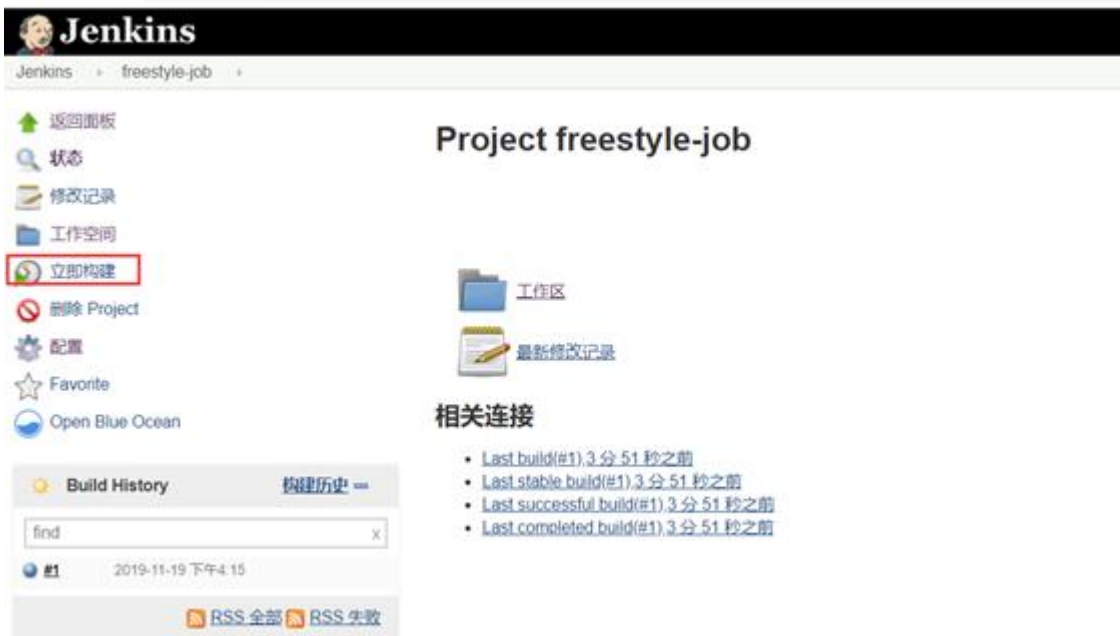 Jenkins
Jenkins freestyle-job
返回面板
状态
修改记录
工作空间
立即构建
删除 Project
配置
Favorite
Open Blue Ocean
Build History 构建历史
find x
#1 2019-11-19 下午4:15
RSS 全部 RSS 失败
Project freestyle-job
工作区
最新修改记录
相关连接
Last build(#1),3 分 51 秒之前
Last stable build(#1),3 分 51 秒之前
Last successful build(#1),3 分 51 秒之前
Last completed build(#1),3 分 51 秒之前